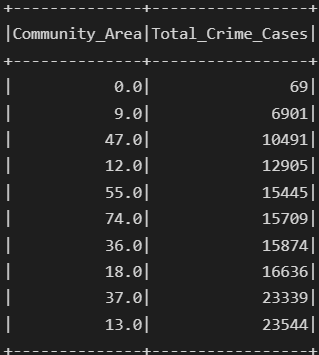 +--------------+-----------------+
|Community_Area|Total_Crime_Cases|
+--------------+-----------------+
|           0.0|               69|
|           9.0|             6901|
|          47.0|            10491|
|          12.0|            12905|
|          55.0|            15445|
|          74.0|            15709|
|          36.0|            15874|
|          18.0|            16636|
|          37.0|            23339|
|          13.0|            23544|
+--------------+-----------------+